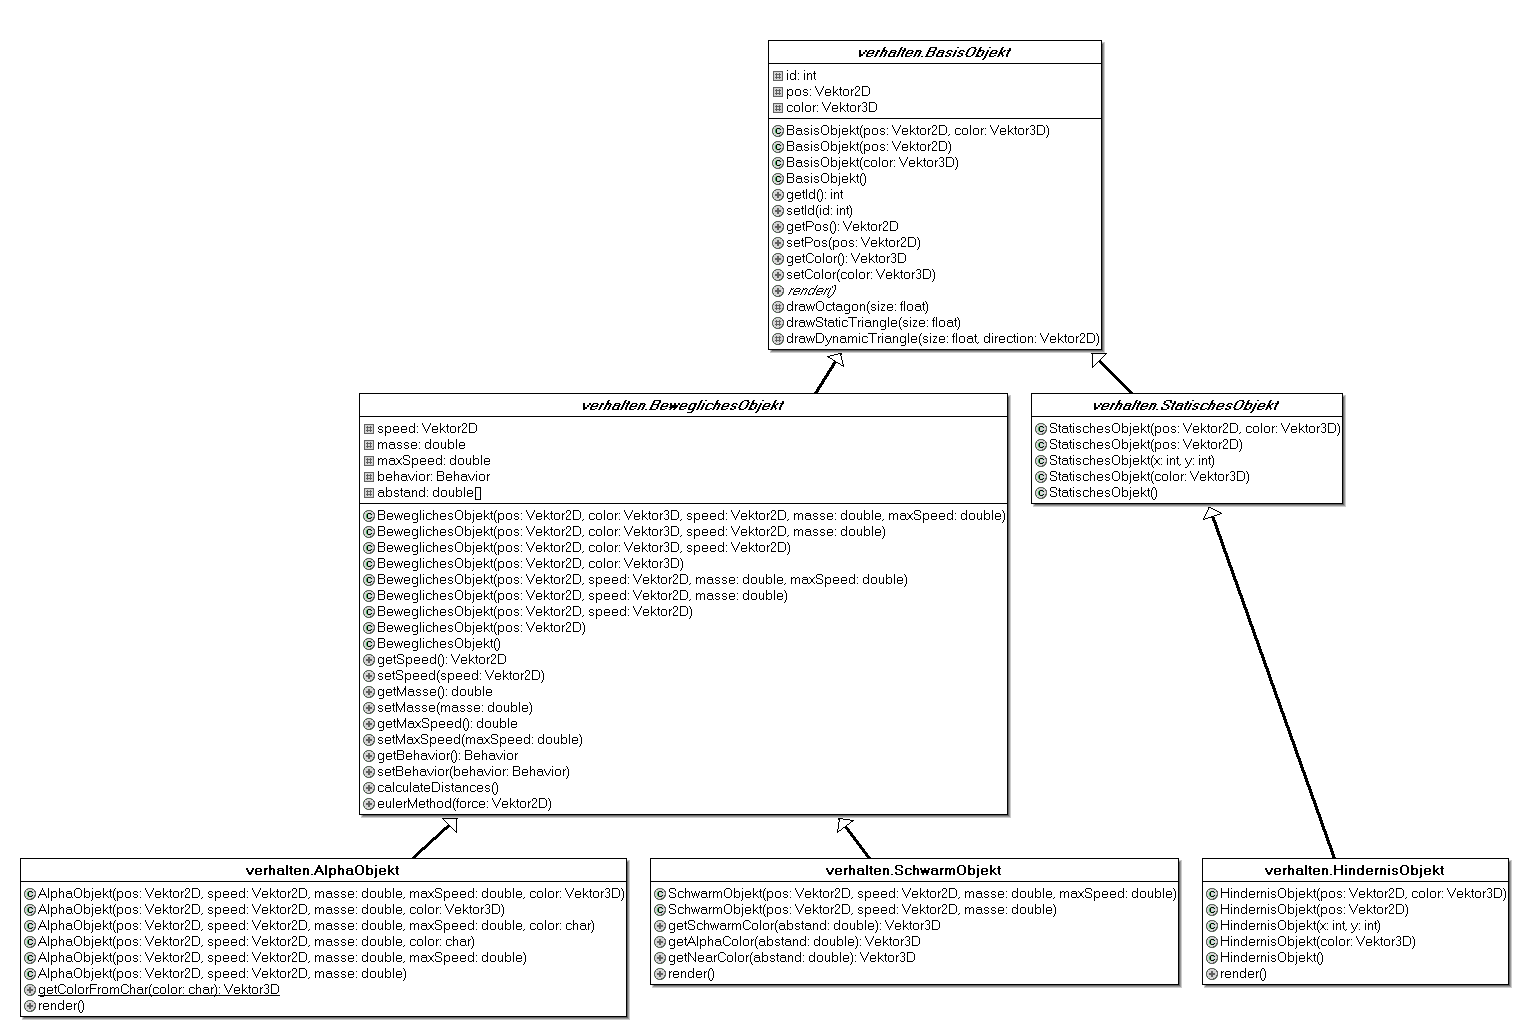 verhalten.BasisObjekt
id: int
pos: Vektor2D
color: Vektor3D
BasisObjekt(pos: Vektor2D, color: Vektor3D)
BasisObjekt(pos: Vektor2D)
BasisObjekt(color: Vektor3D)
BasisObjekt()
getId(): int
setId(id: int)
getPos(): Vektor2D
setPos(pos: Vektor2D)
getColor(): Vektor3D
setColor(color: Vektor3D)
render()
drawOctagon(size: float)
drawStaticTriangle(size: float)
drawDynamicTriangle(size: float, direction: Vektor2D)
verhalten.BeweglichesObjekt
speed: Vektor2D
masse: double
maxSpeed: double
behavior: Behavior
abstand: double[]
BeweglichesObjekt(pos: Vektor2D, color: Vektor3D, speed: Vektor2D, masse: double, maxSpeed: double)
BeweglichesObjekt(pos: Vektor2D, color: Vektor3D, speed: Vektor2D, masse: double)
BeweglichesObjekt(pos: Vektor2D, color: Vektor3D, speed: Vektor2D)
BeweglichesObjekt(pos: Vektor2D, color: Vektor3D)
BeweglichesObjekt(pos: Vektor2D, speed: Vektor2D, masse: double, maxSpeed: double)
BeweglichesObjekt(pos: Vektor2D, speed: Vektor2D, masse: double)
BeweglichesObjekt(pos: Vektor2D, speed: Vektor2D)
BeweglichesObjekt(pos: Vektor2D)
BeweglichesObjekt()
getSpeed(): Vektor2D
setSpeed(speed: Vektor2D)
getMasse(): double
setMasse(masse: double)
getMaxSpeed(): double
setMaxSpeed(maxSpeed: double)
getBehavior(): Behavior
setBehavior(behavior: Behavior)
calculateDistances()
eulerMethod(force: Vektor2D)
verhalten.StatischesObjekt
StatischesObjekt(pos: Vektor2D, color: Vektor3D)
StatischesObjekt(pos: Vektor2D)
StatischesObjekt(x: int, y: int)
StatischesObjekt(color: Vektor3D)
StatischesObjekt()
verhalten.AlphaObjekt
AlphaObjekt(pos: Vektor2D, speed: Vektor2D, masse: double, maxSpeed: double, color: Vektor3D)
AlphaObjekt(pos: Vektor2D, speed: Vektor2D, masse: double, color: Vektor3D)
AlphaObjekt(pos: Vektor2D, speed: Vektor2D, masse: double, maxSpeed: double, color: char)
AlphaObjekt(pos: Vektor2D, speed: Vektor2D, masse: double, color: char)
AlphaObjekt(pos: Vektor2D, speed: Vektor2D, masse: double, maxSpeed: double)
AlphaObjekt(pos: Vektor2D, speed: Vektor2D, masse: double)
getColorFromChar(color: char): Vektor3D
render()
verhalten.SchwarmObjekt
SchwarmObjekt(pos: Vektor2D, speed: Vektor2D, masse: double, maxSpeed: double)
SchwarmObjekt(pos: Vektor2D, speed: Vektor2D, masse: double)
getSchwarmColor(abstand: double): Vektor3D
getAlphaColor(abstand: double): Vektor3D
getNearColor(abstand: double): Vektor3D
render()
verhalten.HindernisObjekt
HindernisObjekt(pos: Vektor2D, color: Vektor3D)
HindernisObjekt(pos: Vektor2D)
HindernisObjekt(x: int, y: int)
HindernisObjekt(color: Vektor3D)
HindernisObjekt()
render()